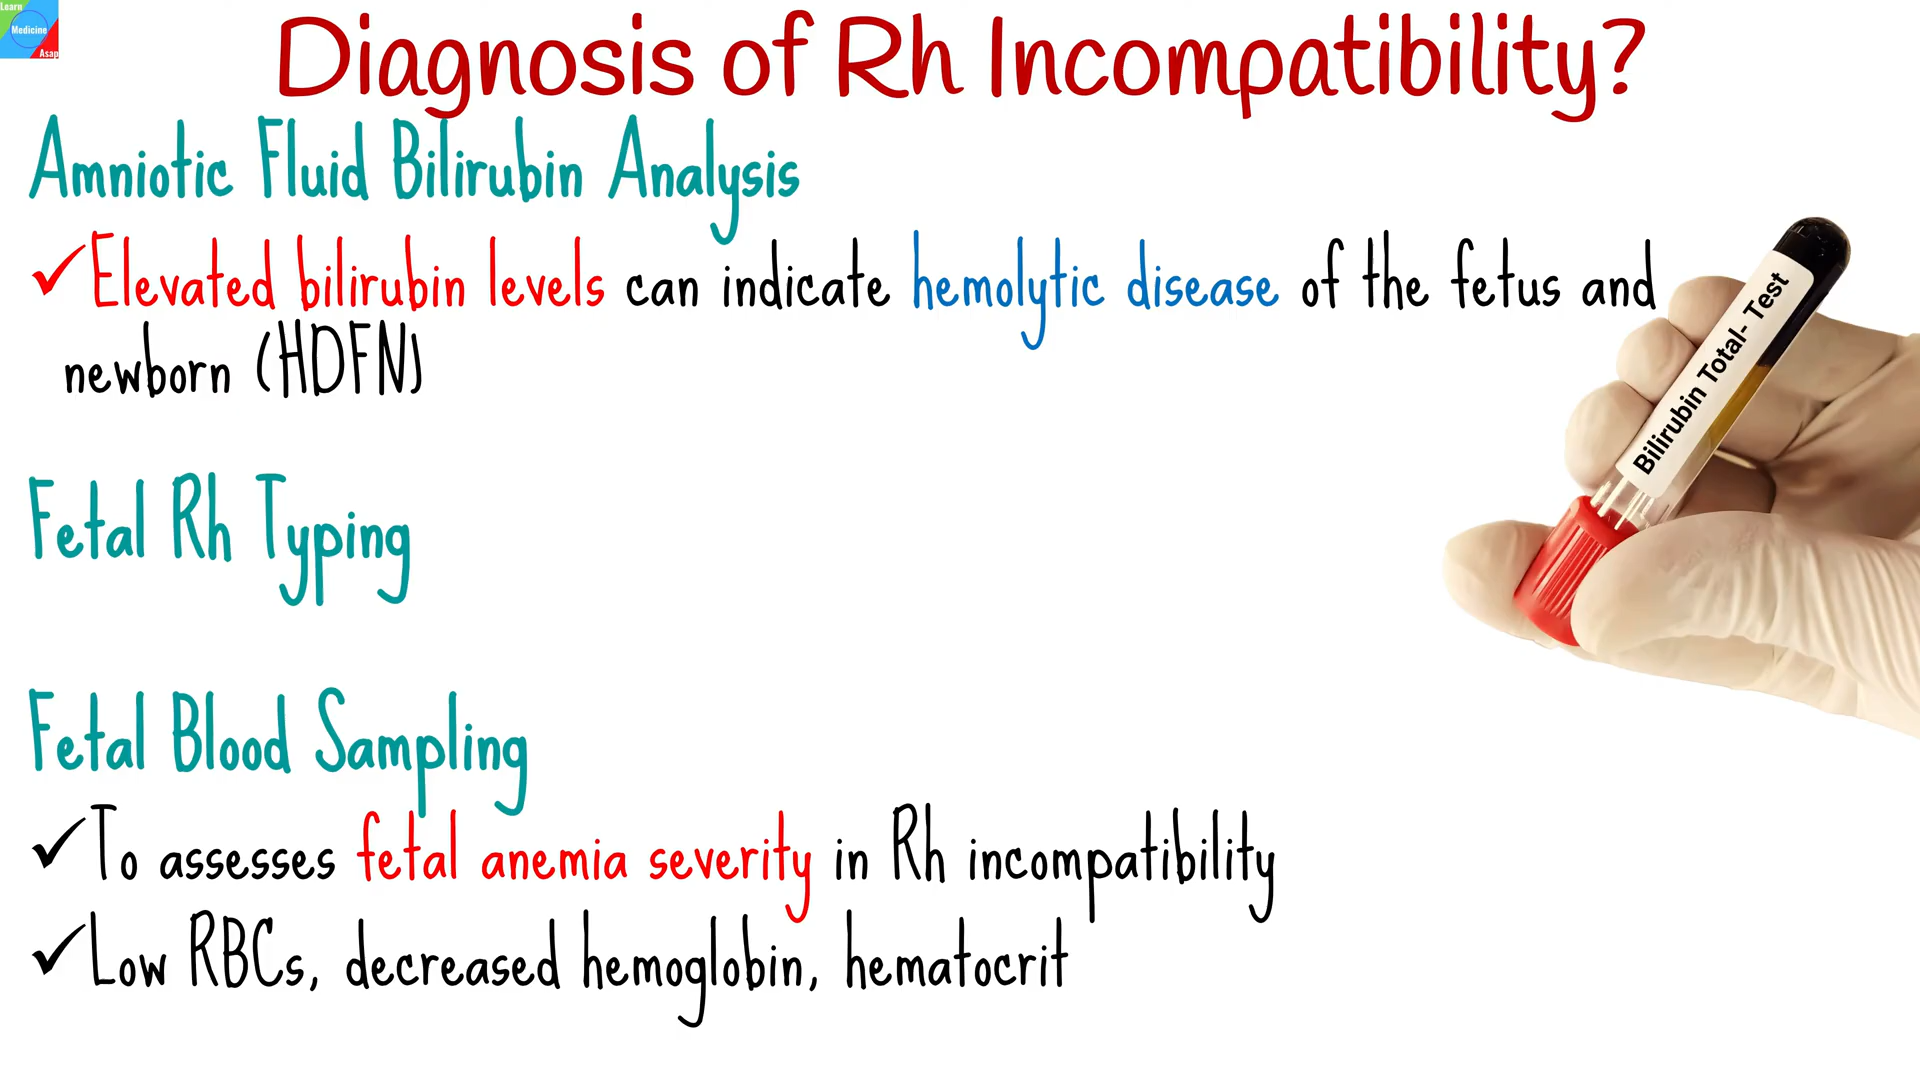 Learn
Medicine
Asap
Diagnosis of Rh Incompatibility?
Amniotic Fluid Bilirubin Analysis
✓Elevated bilirubin levels can indicate hemolytic disease of the fetus and
newborn (HDFN)
Bilirubin Total- Test
Fetal Rh Typing
Fetal Blood Sampling
✓To assesses fetal anemia severity in Rh incompatibility
✓Low RBCs, decreased hemoglobin, hematocrit